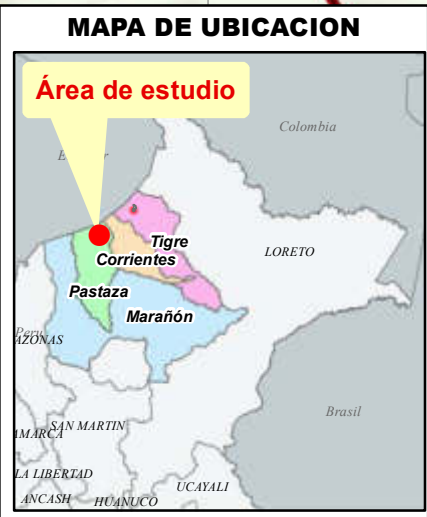 MAPA DE UBICACION
Área de estudio
Colombia
Tigre
LORETO
Corrientes
Pastaza
Marañón
Peru
AZONAS
Brasil
SAN MARTIN
AMARCA
LA LIBERTAD
UCAYALI
ANCASH
HUANUCO